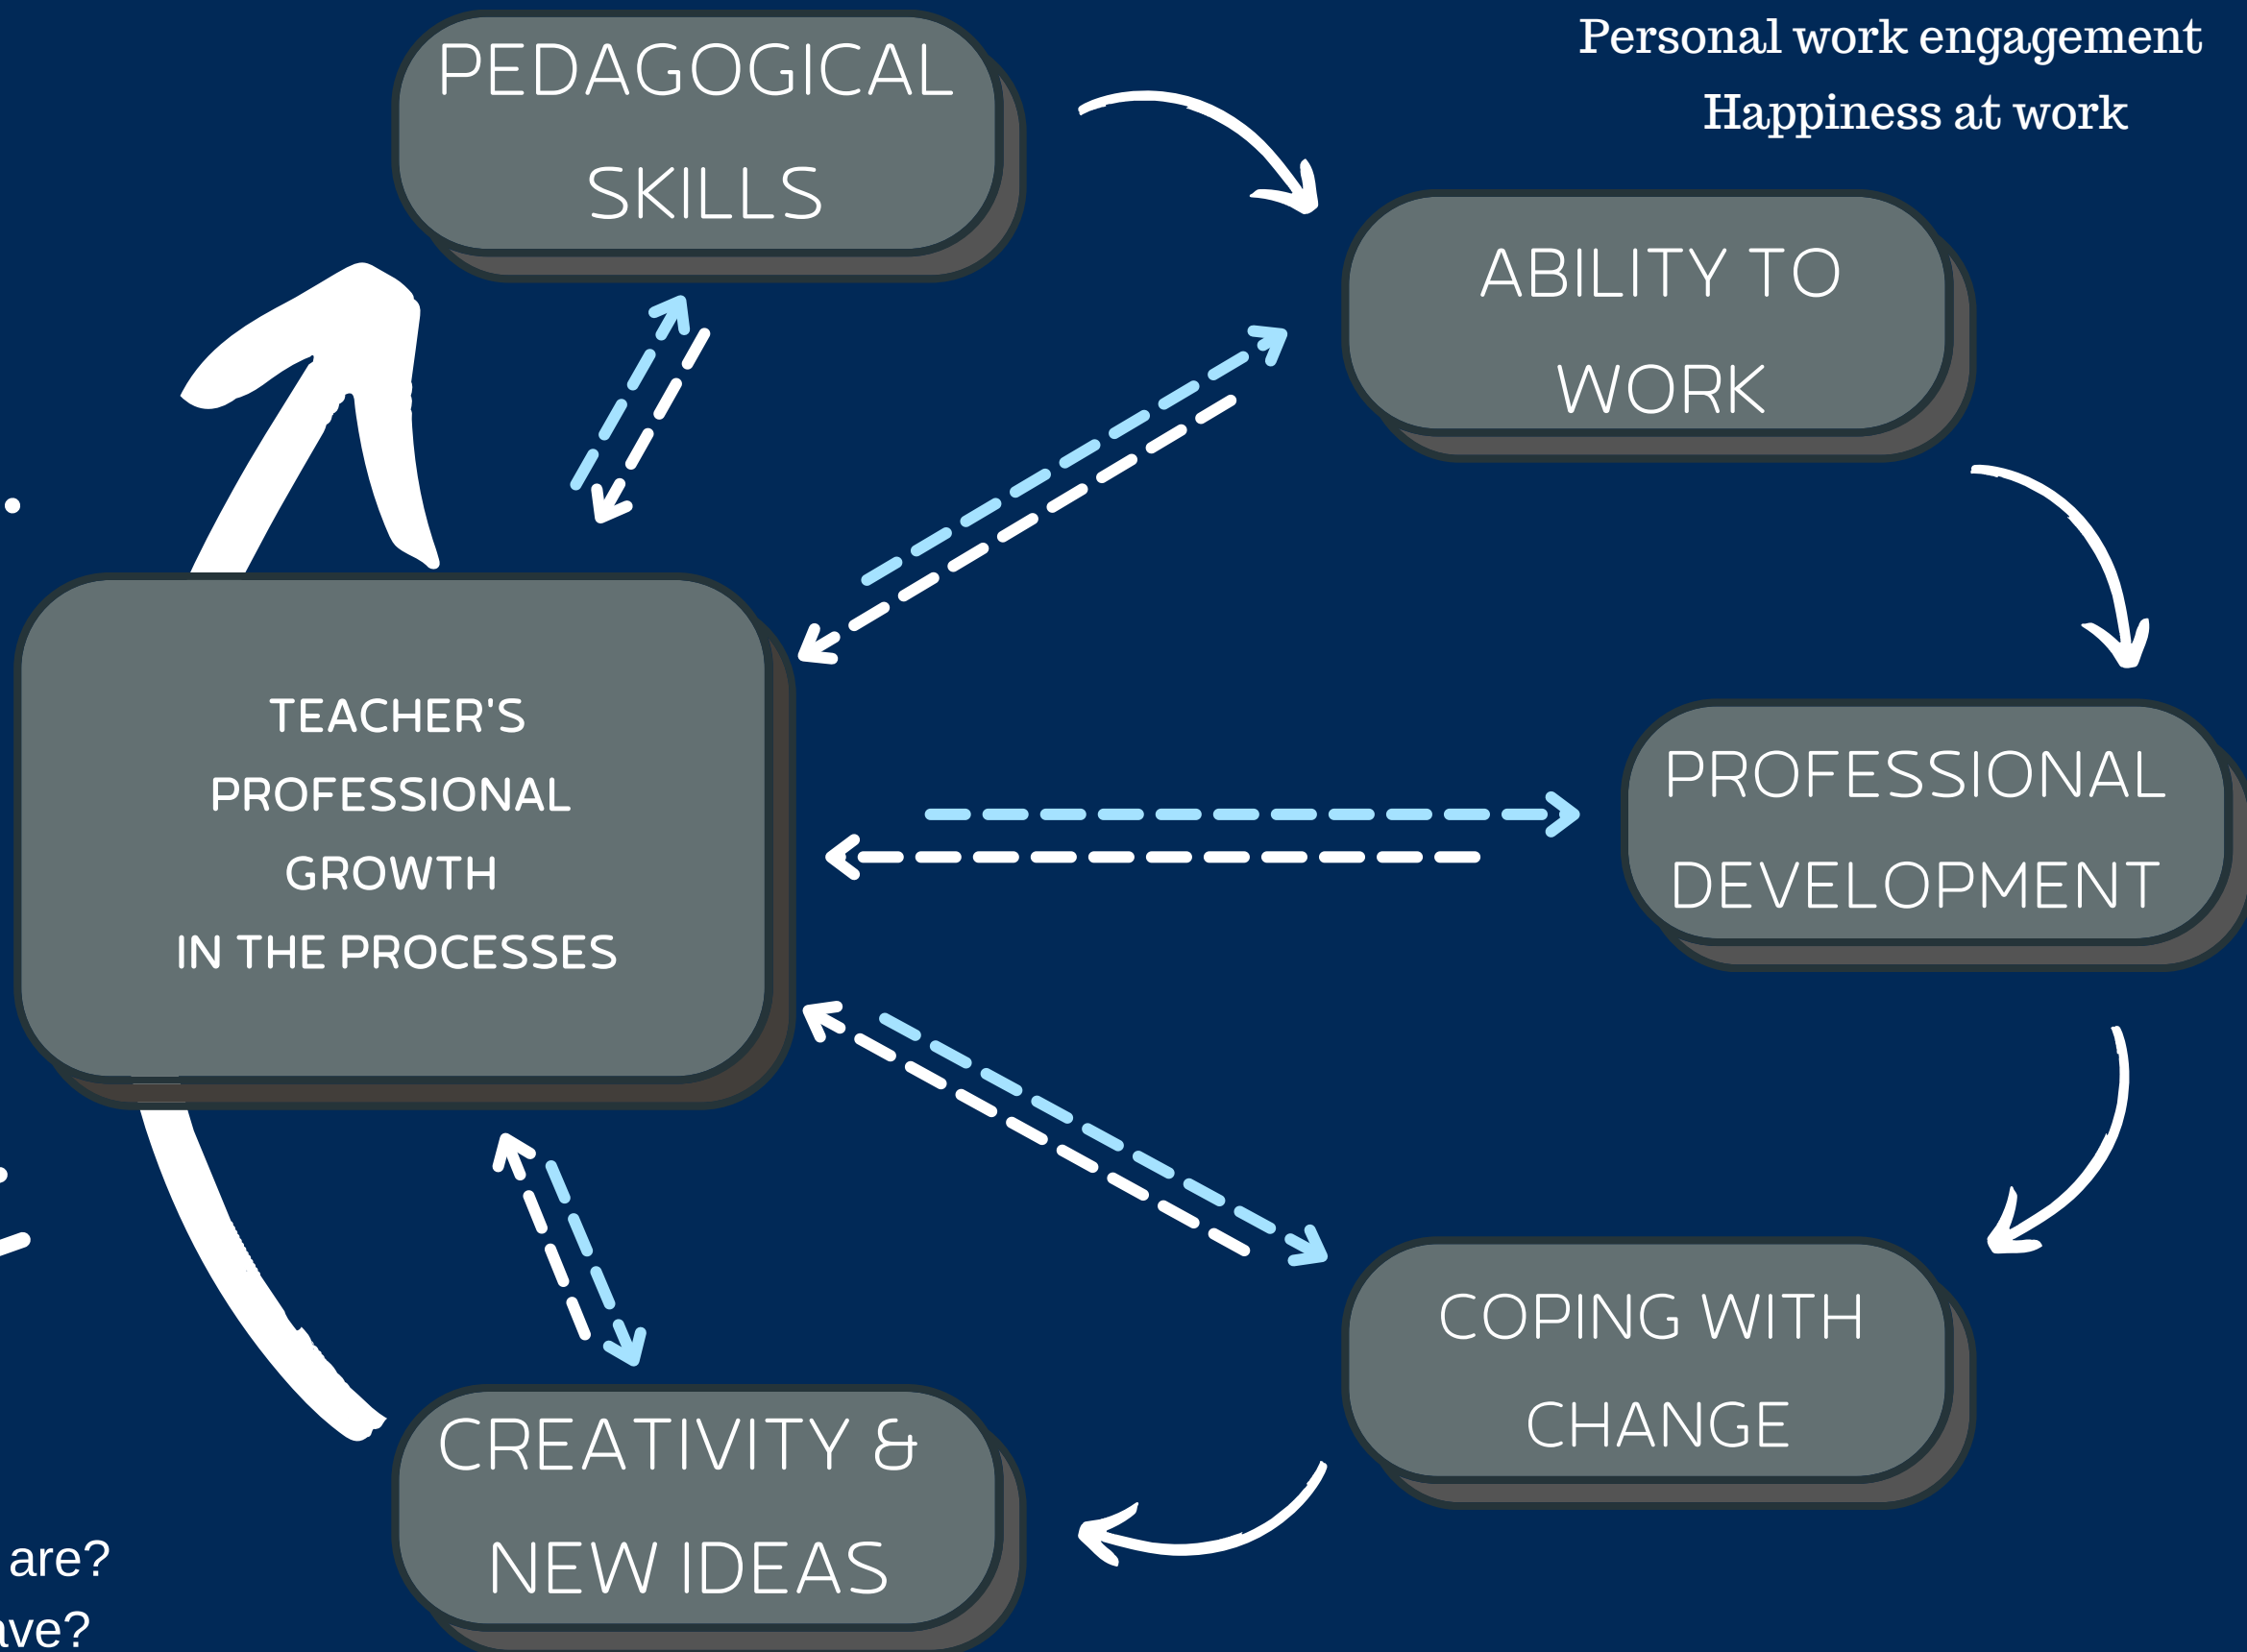 Personal work engagement
Happiness at work
PEDAGOGICAL
SKILLS
ABILITY TO
WORK
TEACHER'S
PROFESSIONAL
GROWTH
IN THE PROCESSES
PROFESSIONAL
DEVELOPMENT
COPING WITH
CHANGE
CREATIVITY &
NEW IDEAS
are?